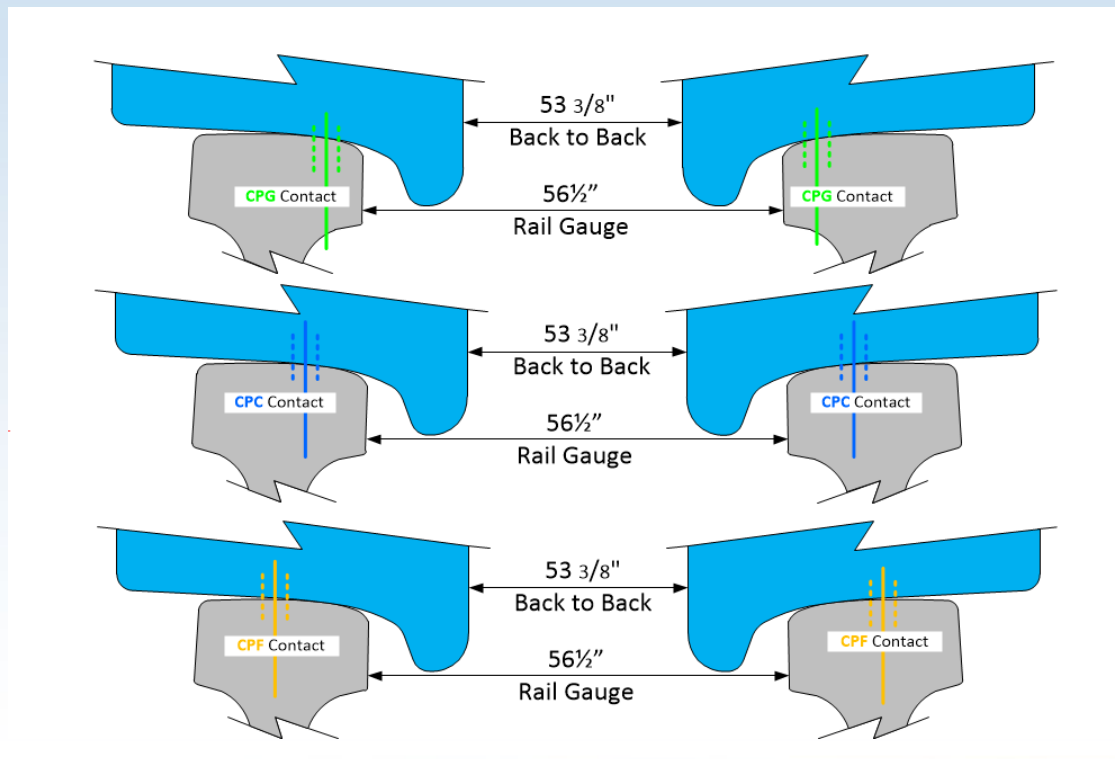 53 3/8"
Back to Back
CPG Contact
CPG Contact
56½”
Rail Gauge
53 3/8"
Back to Back
CPC Contact
CPC Contact
56½”
Rail Gauge
53 3/8"
Back to Back
CPF Contact
CPF Contact
56½”
Rail Gauge